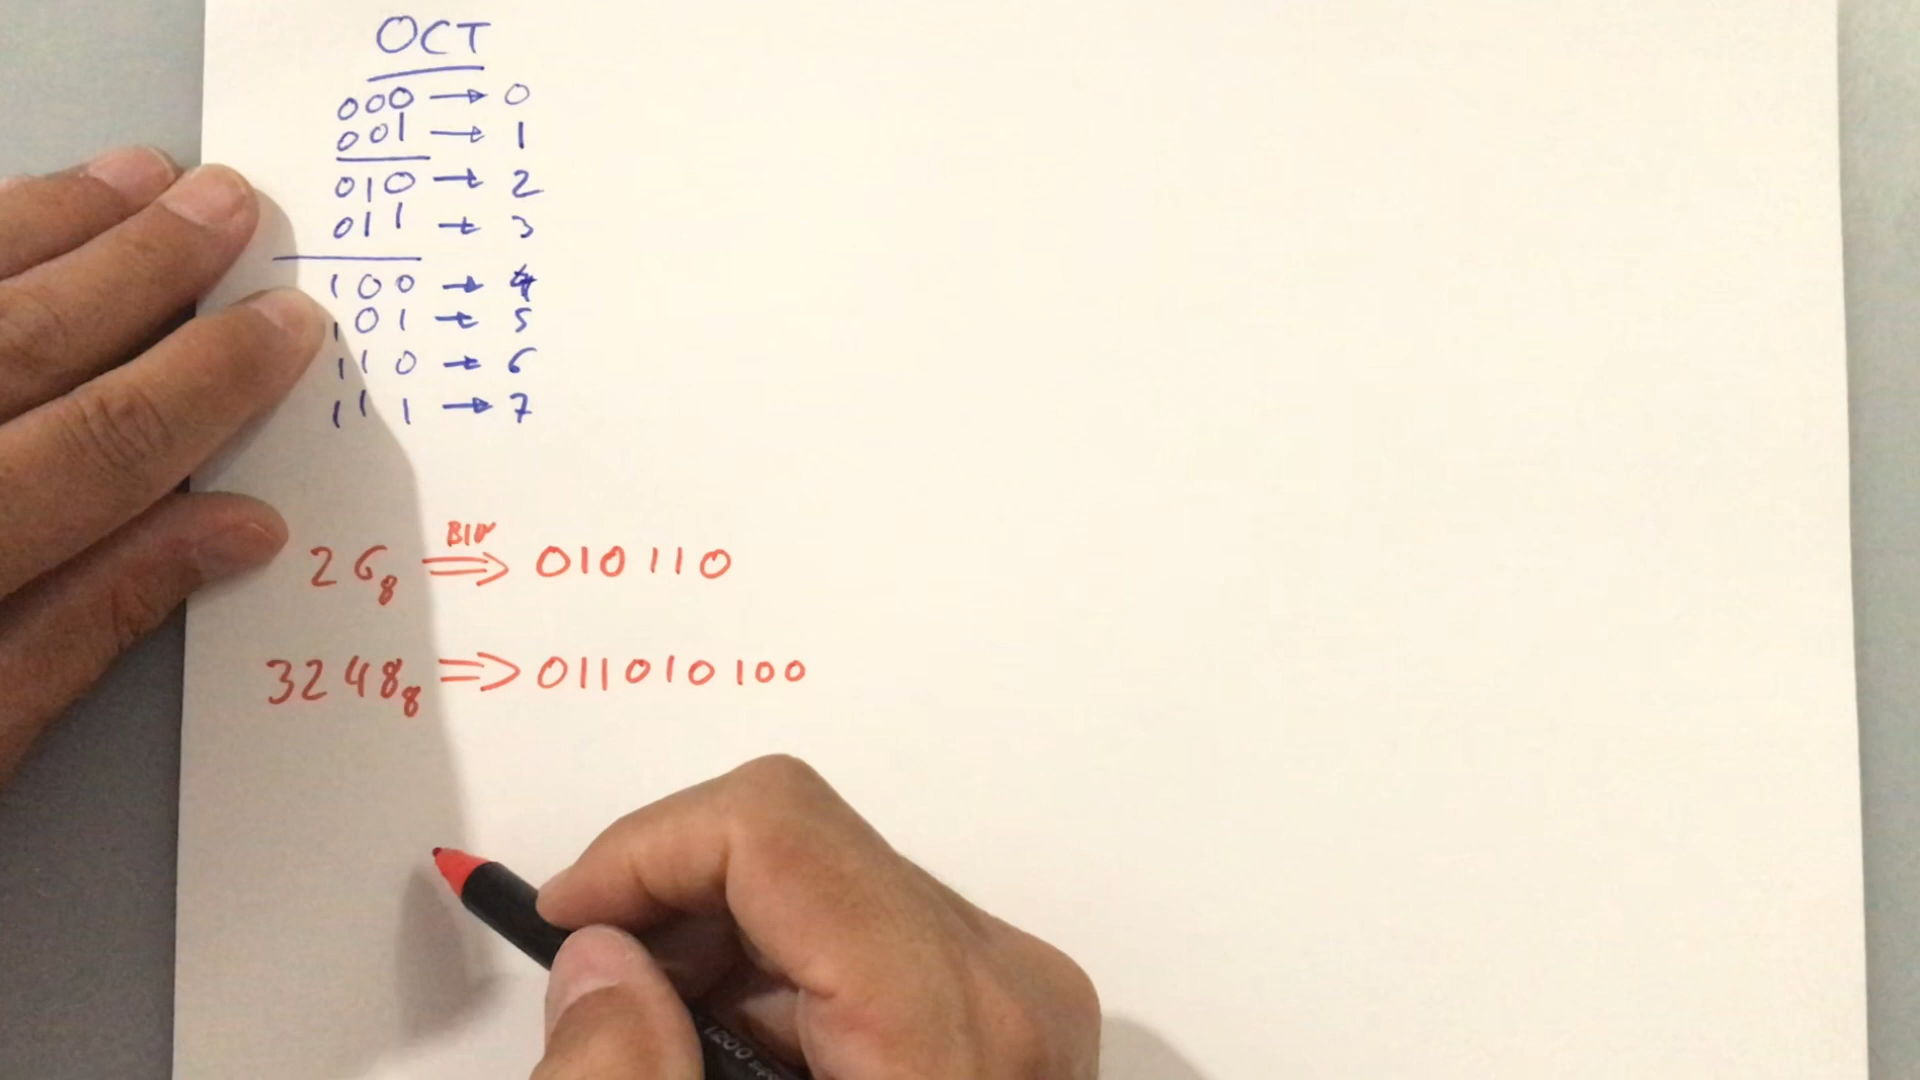 OCT
000 → 0
001 → 1
010 → 2
011 → 3
100 → 4
101 → 5
110 → 6
111 → 7
BIN
26₈ ⇒ 010110
3248₈ ⇒ 011010100
1200